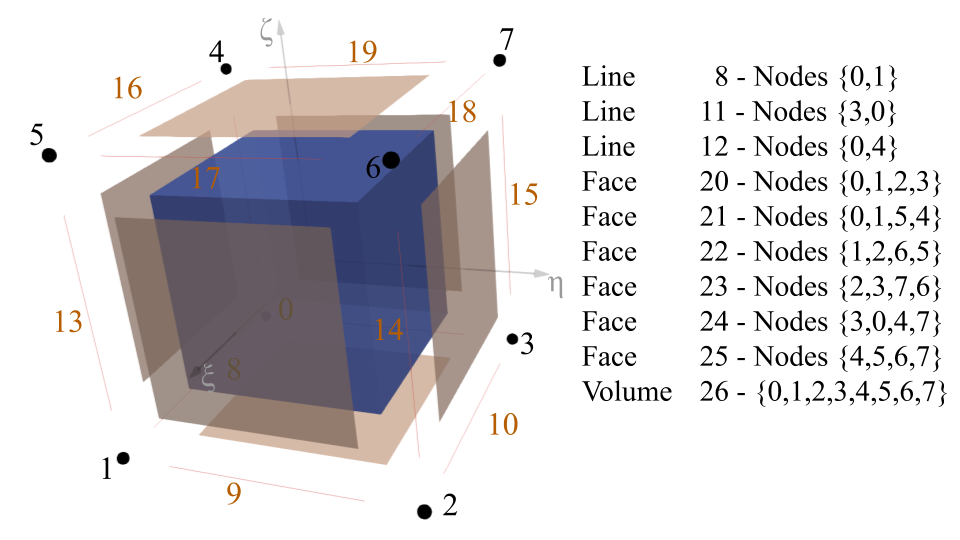 ζ
4
19
7
16
18
5
6
17
15
η
0
13
14
3
ξ
8
10
1
9
2
Line 8 - Nodes {0,1}
Line 11 - Nodes {3,0}
Line 12 - Nodes {0,4}
Face 20 - Nodes {0,1,2,3}
Face 21 - Nodes {0,1,5,4}
Face 22 - Nodes {1,2,6,5}
Face 23 - Nodes {2,3,7,6}
Face 24 - Nodes {3,0,4,7}
Face 25 - Nodes {4,5,6,7}
Volume 26 - {0,1,2,3,4,5,6,7}